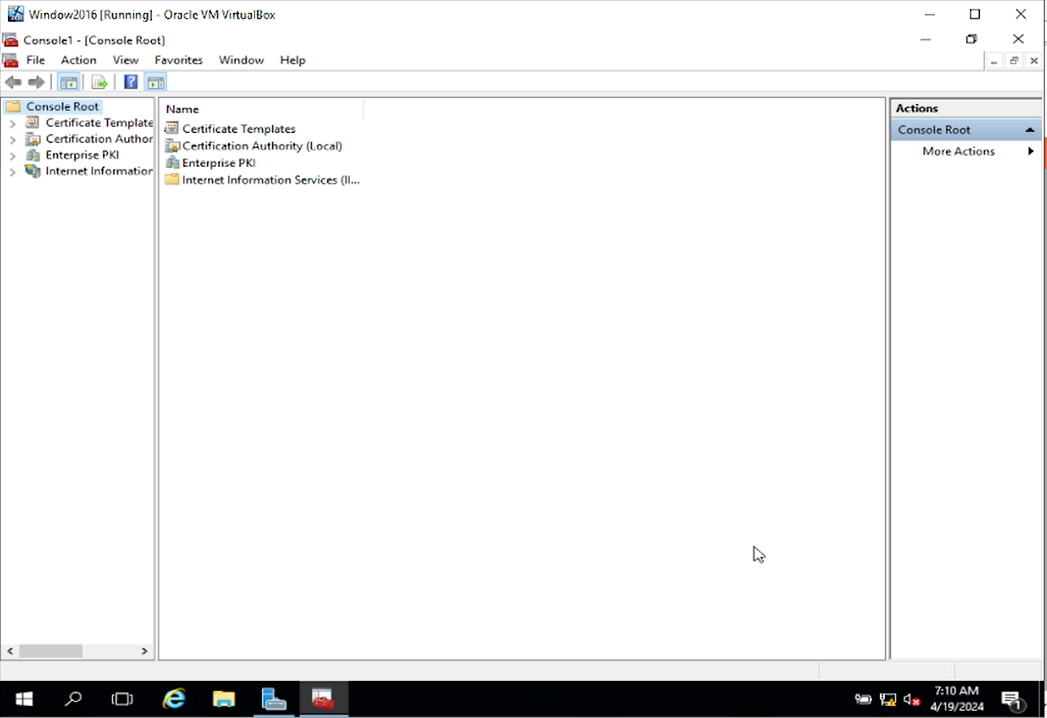 Window2016 [Running] - Oracle VM VirtualBox
Console1 - [Console Root]
File Action View Favorites Window Help
Console Root
Certificate Template
Certification Author
Enterprise PKI
Internet Information
Name
Certificate Templates
Certification Authority (Local)
Enterprise PKI
Internet Information Services (II...
Actions
Console Root
More Actions
7:10 AM
4/19/2024
1